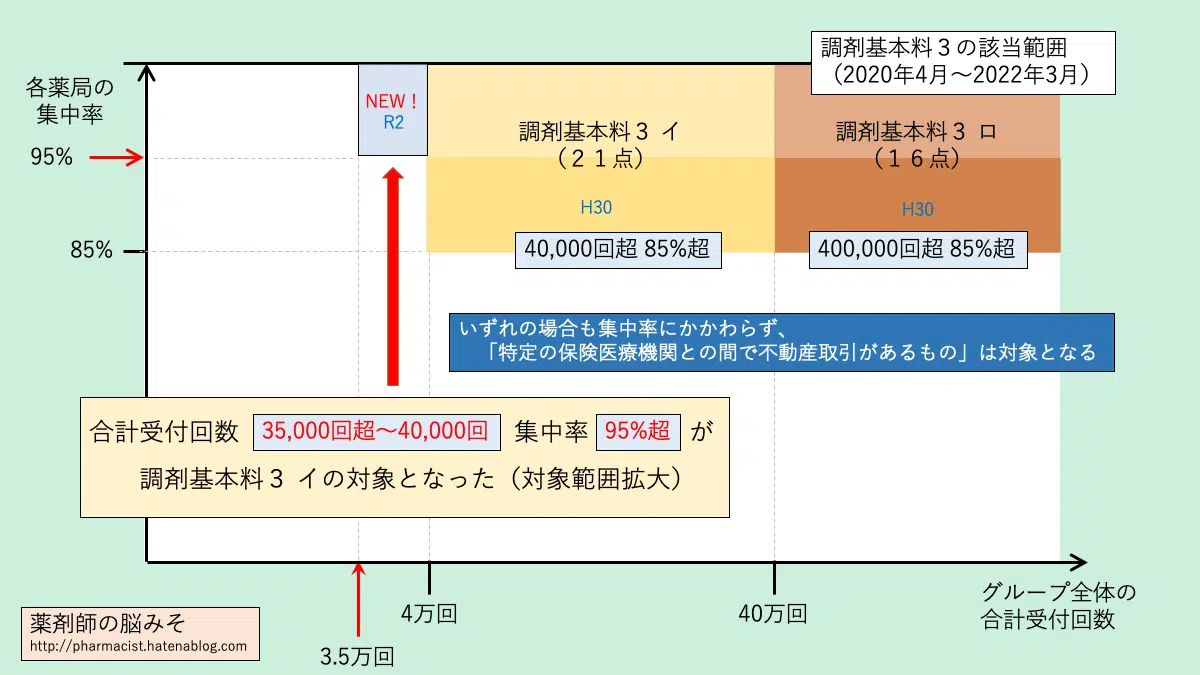 調剤基本料３の該当範囲
（2020年4月～2022年3月）
各薬局の
集中率
95%
85%
NEW！
R2
調剤基本料３ イ
（２１点）
H30
40,000回超 85%超
調剤基本料３ ロ
（１６点）
H30
400,000回超 85%超
いずれの場合も集中率にかかわらず、
「特定の保険医療機関との間で不動産取引があるもの」は対象となる
合計受付回数 35,000回超～40,000回 集中率 95%超 が
調剤基本料３ イの対象となった（対象範囲拡大）
3.5万回
4万回
40万回
グループ全体の
合計受付回数
薬剤師の脳みそ
http://pharmacist.hatenablog.com